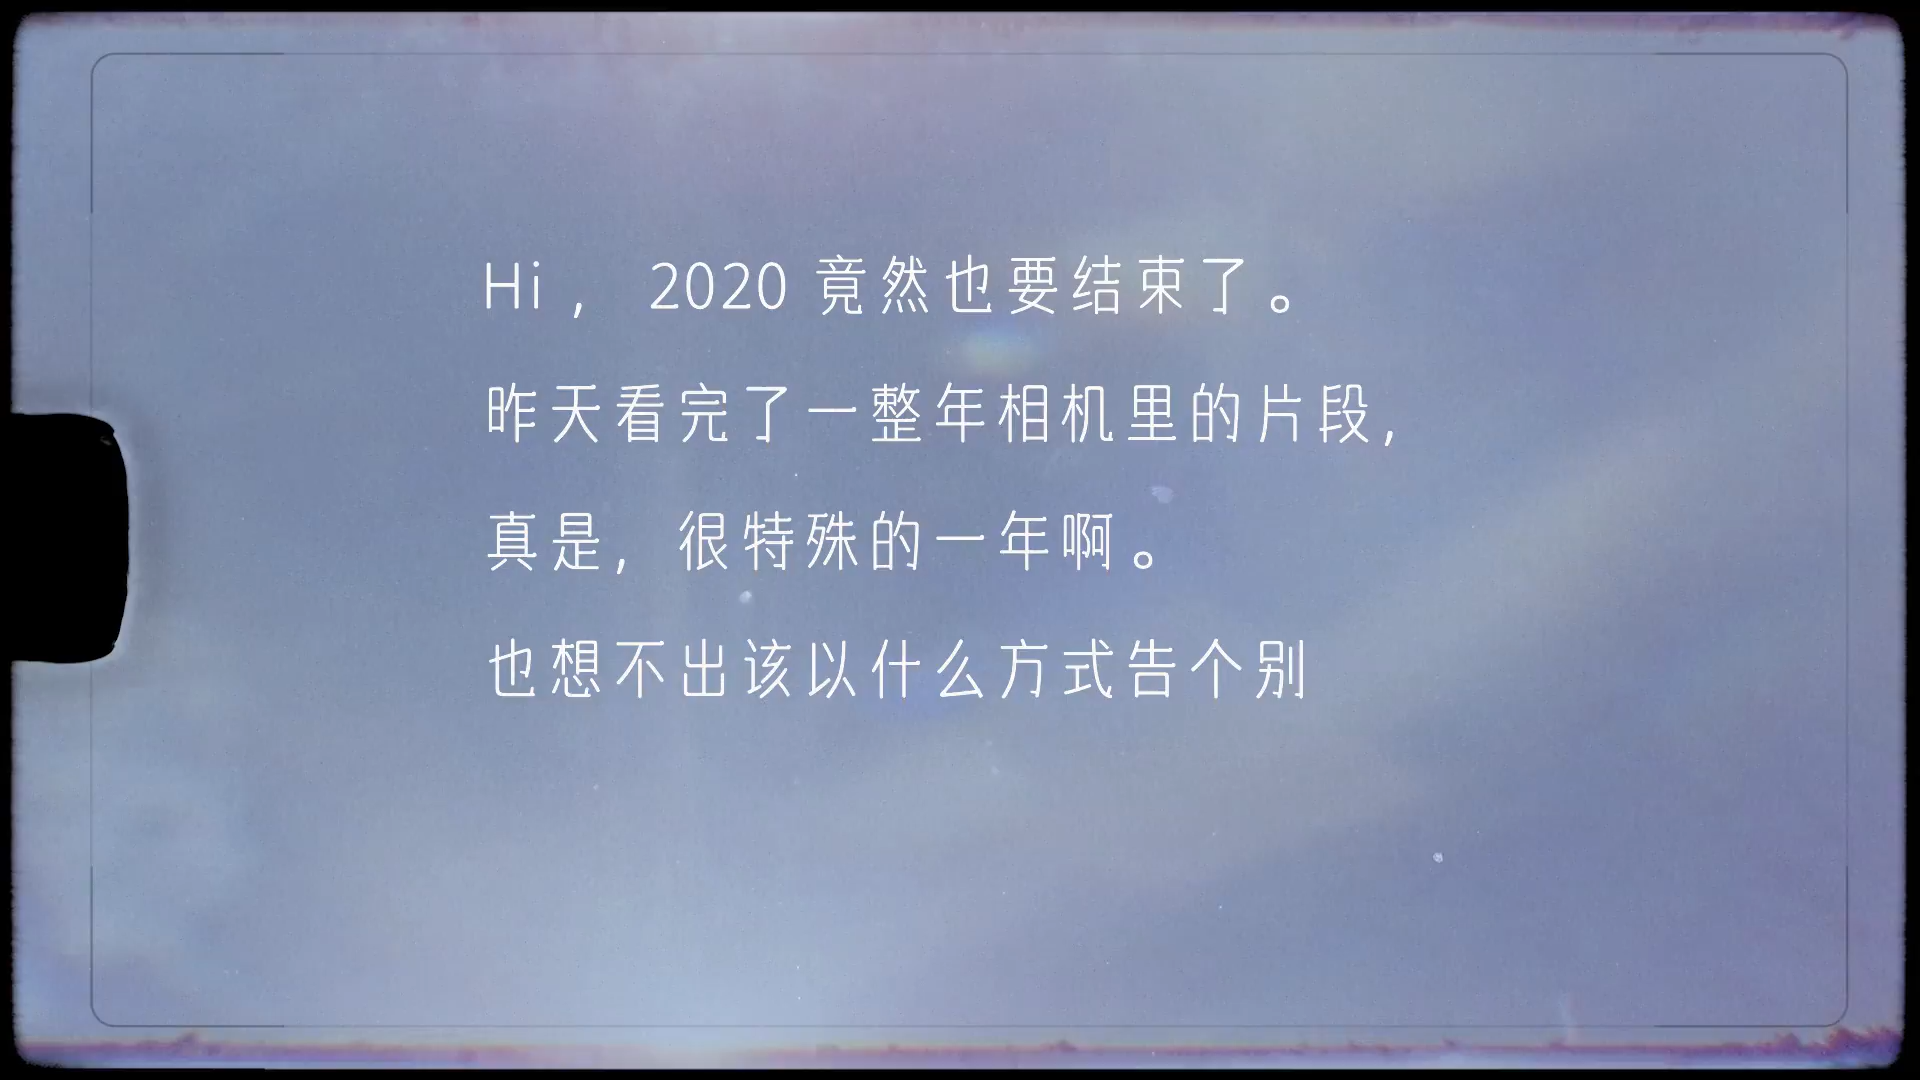 Hi， 2020 竟然也要结束了。
昨天看完了一整年相机里的片段，
真是，很特殊的一年啊。
也想不出该以什么方式告个别